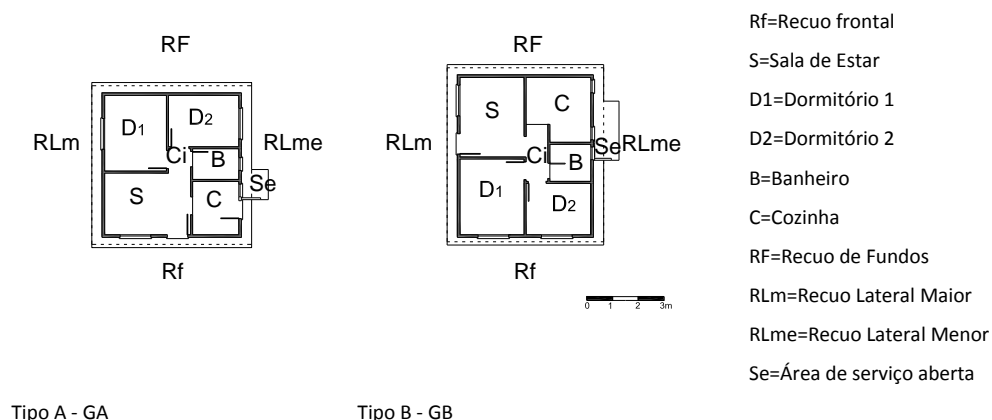 RF
D1
D2
RLm
Ci
B
RLme
Se
S
C
Rf
Tipo A - GA
RF
S
C
Ci
B
Se
RLme
D1
D2
Rf
0 1 2 3m
Tipo B - GB
Rf=Recuo frontal
S=Sala de Estar
D1=Dormitório 1
D2=Dormitório 2
B=Banheiro
C=Cozinha
RF=Recuo de Fundos
RLm=Recuo Lateral Maior
RLme=Recuo Lateral Menor
Se=Área de serviço aberta
RLm